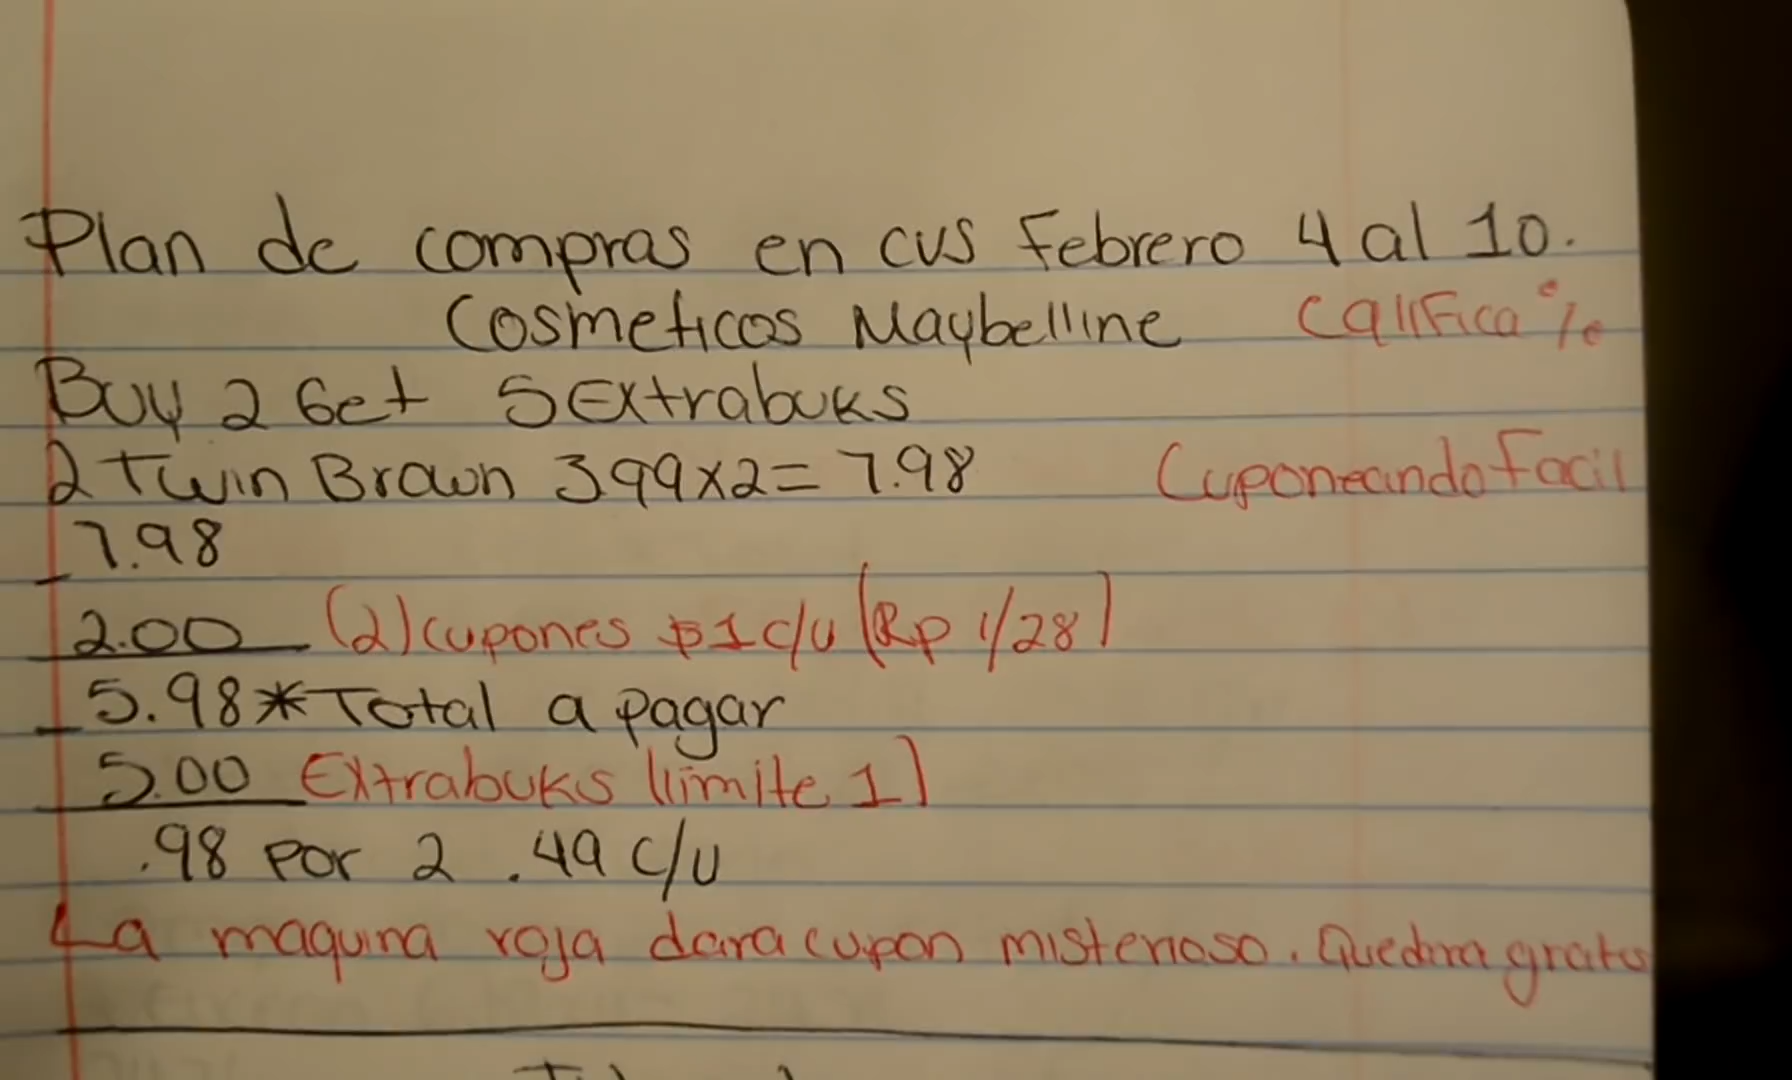 Plan de compras en CVS Febrero 4 al 10.
Cosmeticos Maybelline Califica %
Buy 2 Get 5 Extrabuks
2 Twin Brown 399x2=7.98 Cuponeando Facil
7.98
- 2.00 (2) cupones $1 c/u (Rp 1/28)
5.98 * Total a pagar
- 5.00 Extrabuks (limite 1)
.98 por 2 .49 c/u
La maquina roja dara cupon misterioso. Quedra gratis